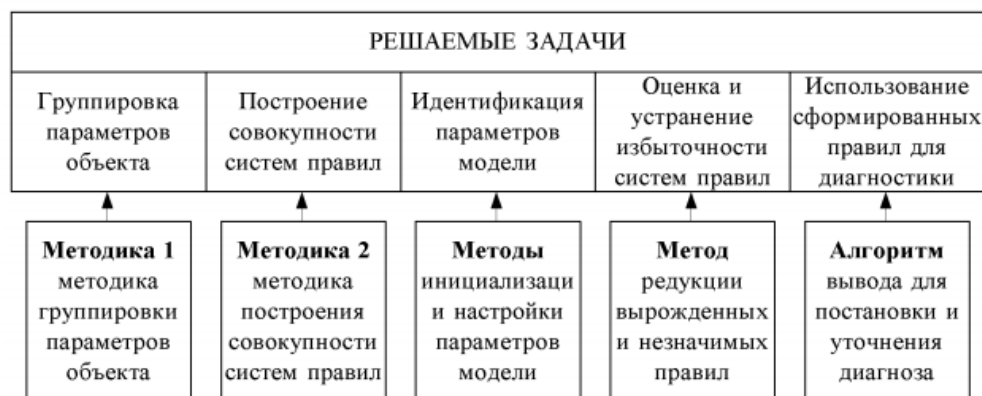 РЕШАЕМЫЕ ЗАДАЧИ
Группировка
параметров
объекта
Построение
совокупности
систем правил
Идентификация
параметров
модели
Оценка и
устранение
избыточности
систем правил
Использование
сформированных
правил для
диагностики
Методика 1
методика
группировки
параметров
объекта
Методика 2
методика
построения
совокупности
систем правил
Методы
инициализаци
и настройки
параметров
модели
Метод
редукции
вырожденных
и незначимых
правил
Алгоритм
вывода для
постановки и
уточнения
диагноза